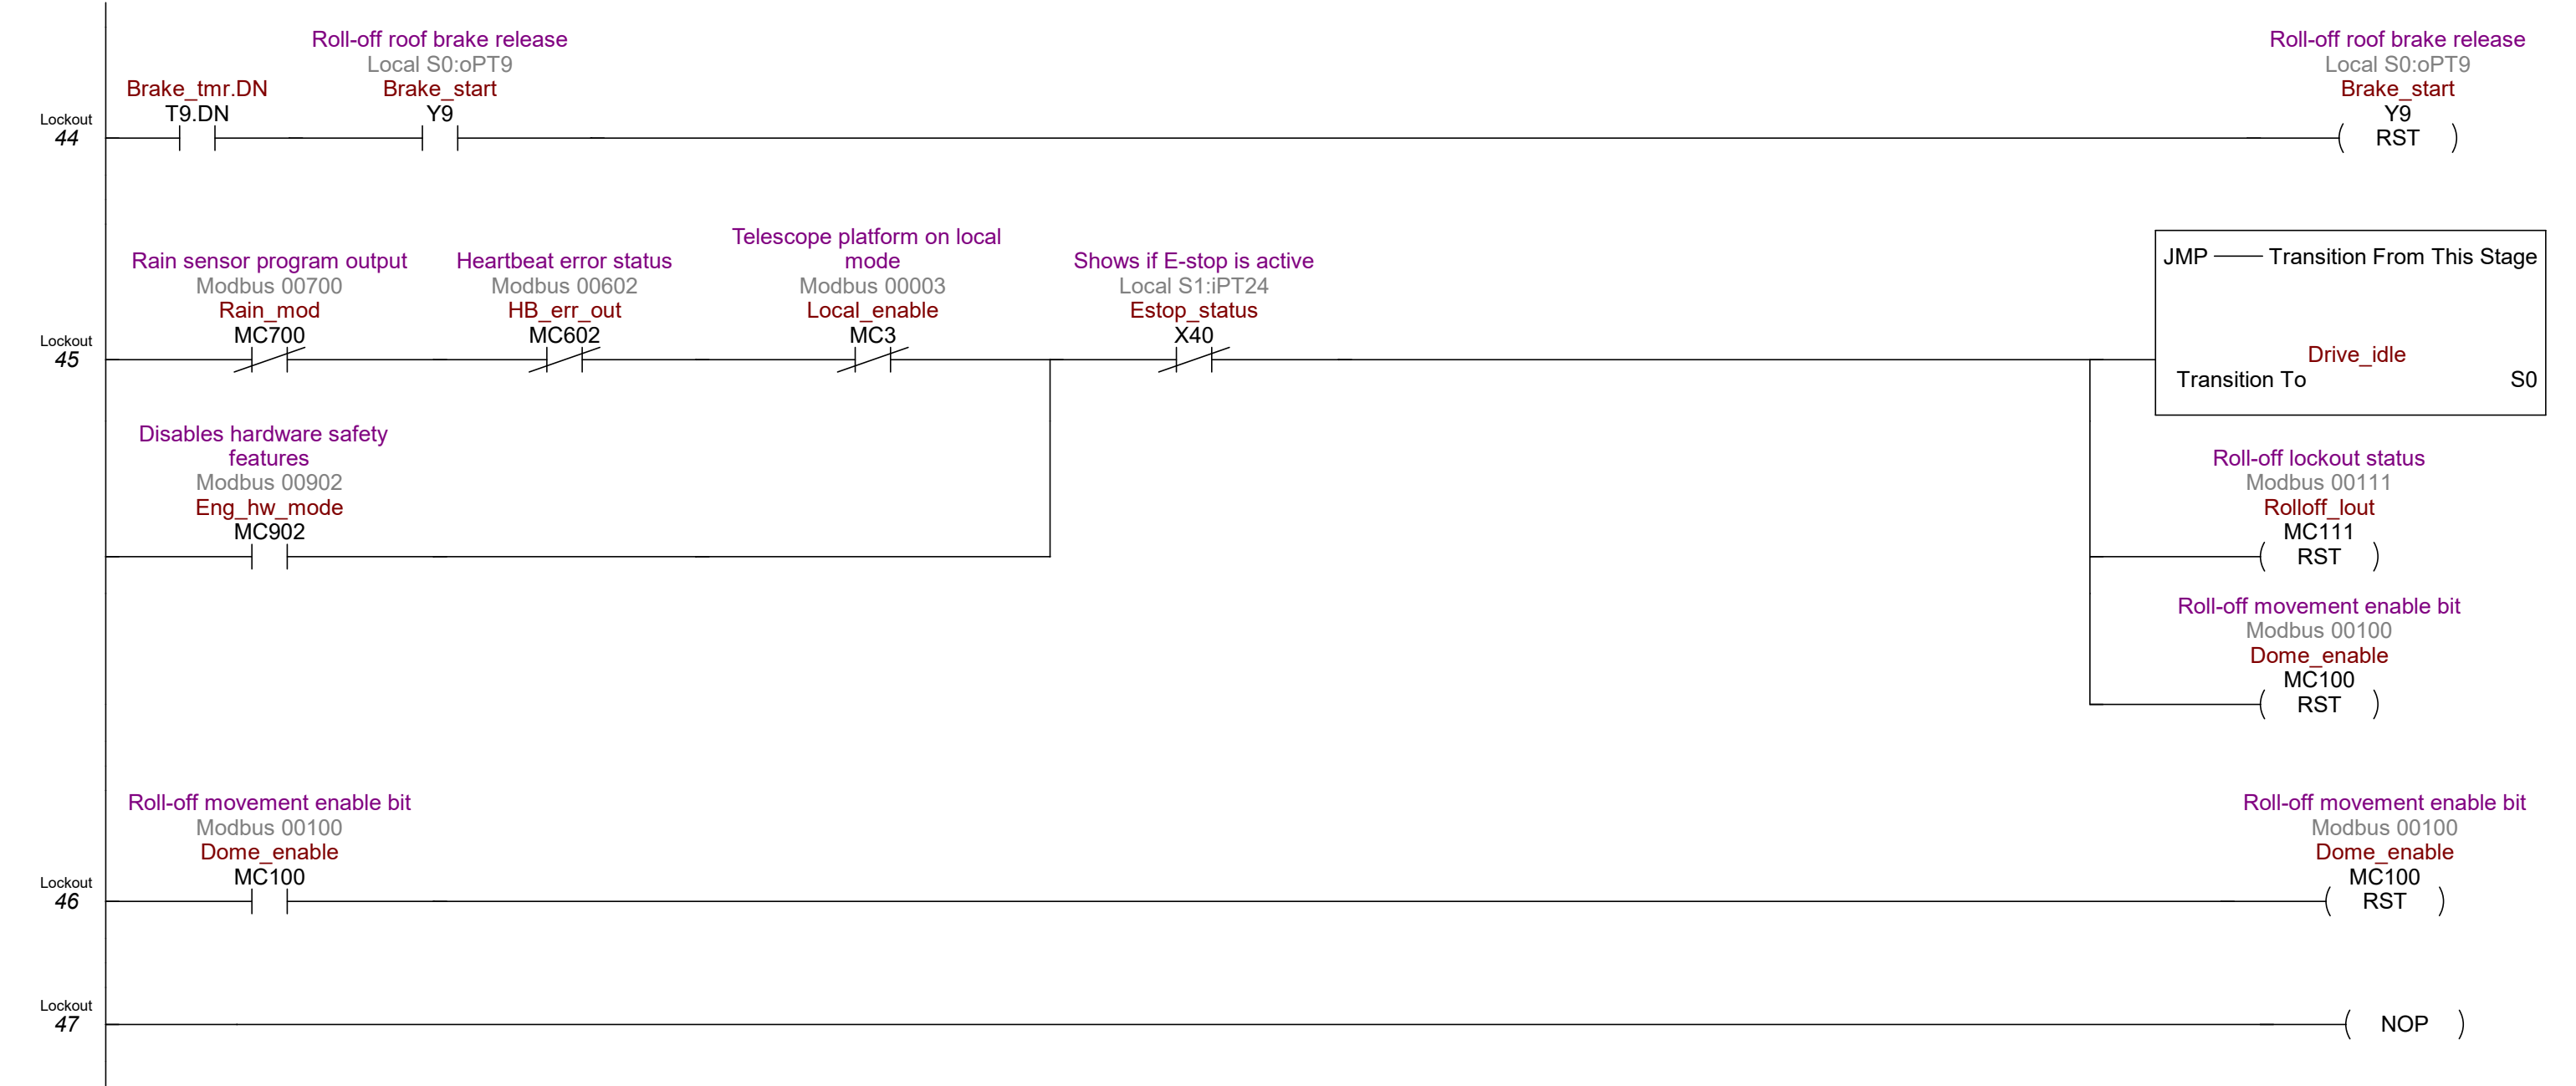 Roll-off roof brake release
Local S0:oPT9
Brake_tmr.DN
Brake_start
T9.DN
Y9
Lockout
44
Roll-off roof brake release
Local S0:oPT9
Brake_start
Y9
RST
Rain sensor program output
Modbus 00700
Rain_mod
MC700
Heartbeat error status
Modbus 00602
HB_err_out
MC602
Telescope platform on local
mode
Modbus 00003
Local_enable
MC3
Shows if E-stop is active
Local S1:iPT24
Estop_status
X40
Lockout
45
JMP Transition From This Stage
Drive_idle
Transition To S0
Disables hardware safety
features
Modbus 00902
Eng_hw_mode
MC902
Roll-off lockout status
Modbus 00111
Rolloff_lout
MC111
RST
Roll-off movement enable bit
Modbus 00100
Dome_enable
MC100
RST
Roll-off movement enable bit
Modbus 00100
Dome_enable
MC100
Lockout
46
Roll-off movement enable bit
Modbus 00100
Dome_enable
MC100
RST
Lockout
47
NOP